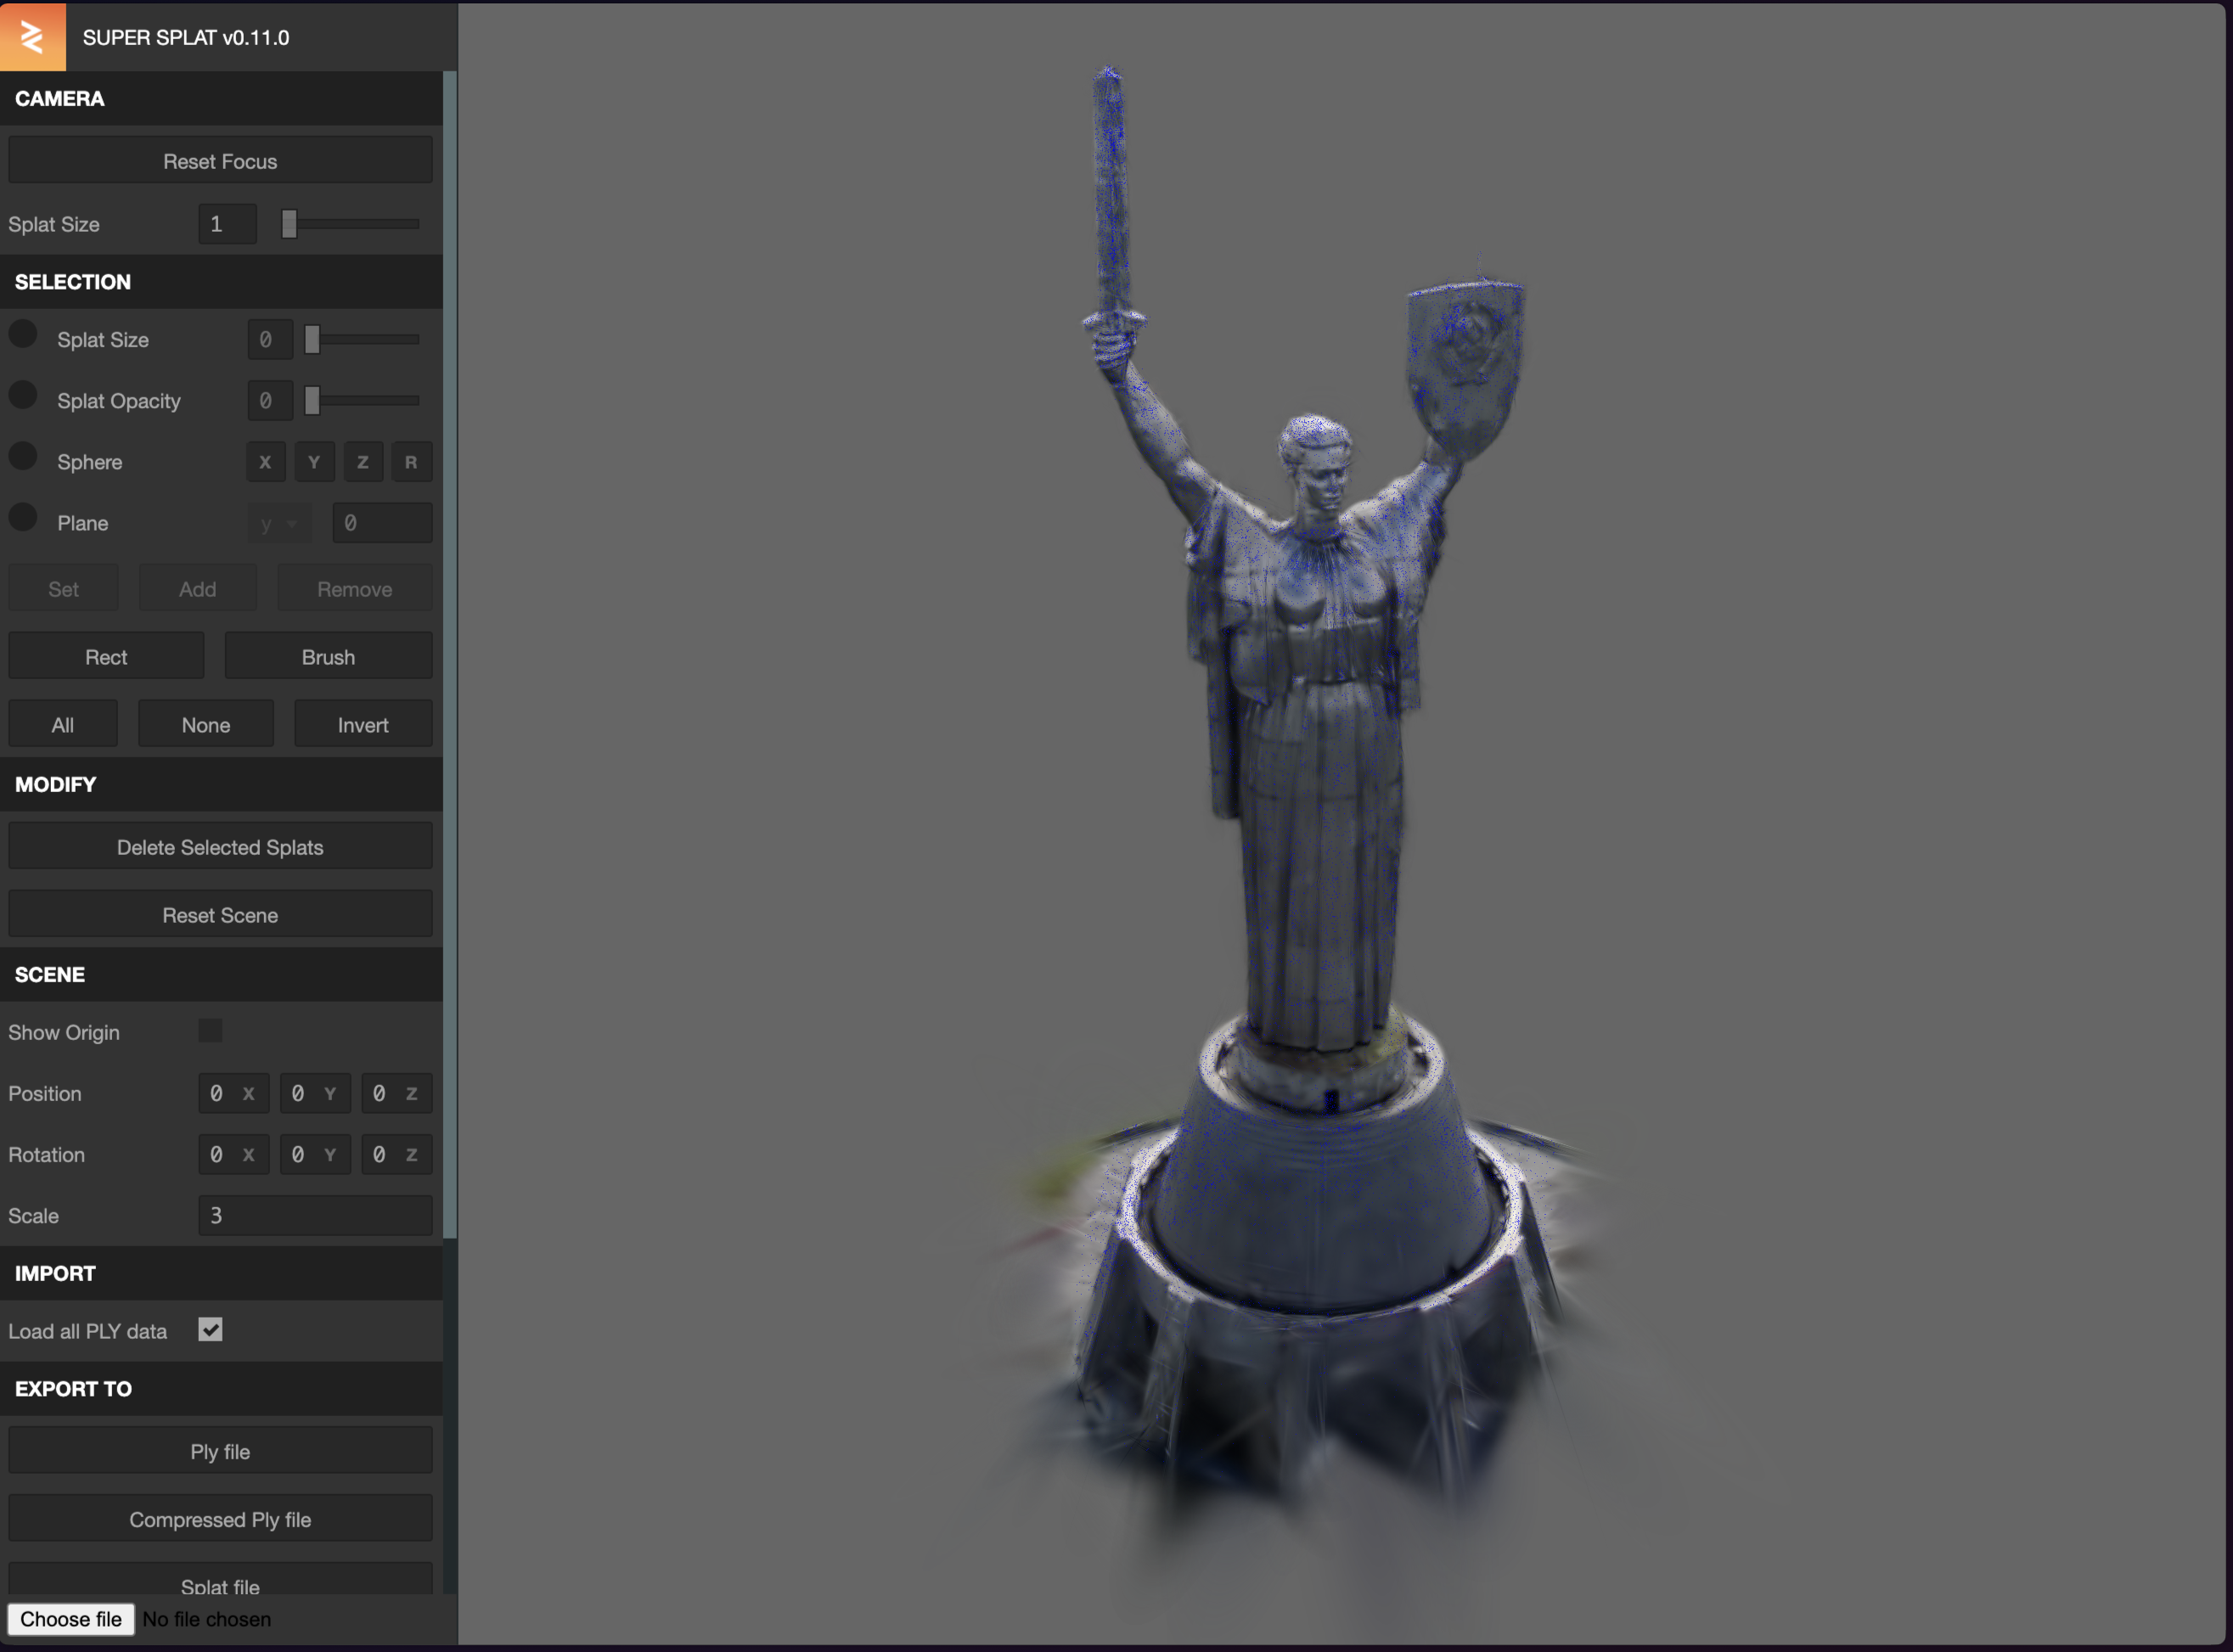 SUPER SPLAT v0.11.0
CAMERA
Reset Focus
Splat Size 1
SELECTION
Splat Size 0
Splat Opacity 0
Sphere X Y Z R
Plane y 0
Set Add Remove
Rect Brush
All None Invert
MODIFY
Delete Selected Splats
Reset Scene
SCENE
Show Origin
Position 0 X 0 Y 0 Z
Rotation 0 X 0 Y 0 Z
Scale 3
IMPORT
Load all PLY data
EXPORT TO
Ply file
Compressed Ply file
Splat file
Choose file No file chosen